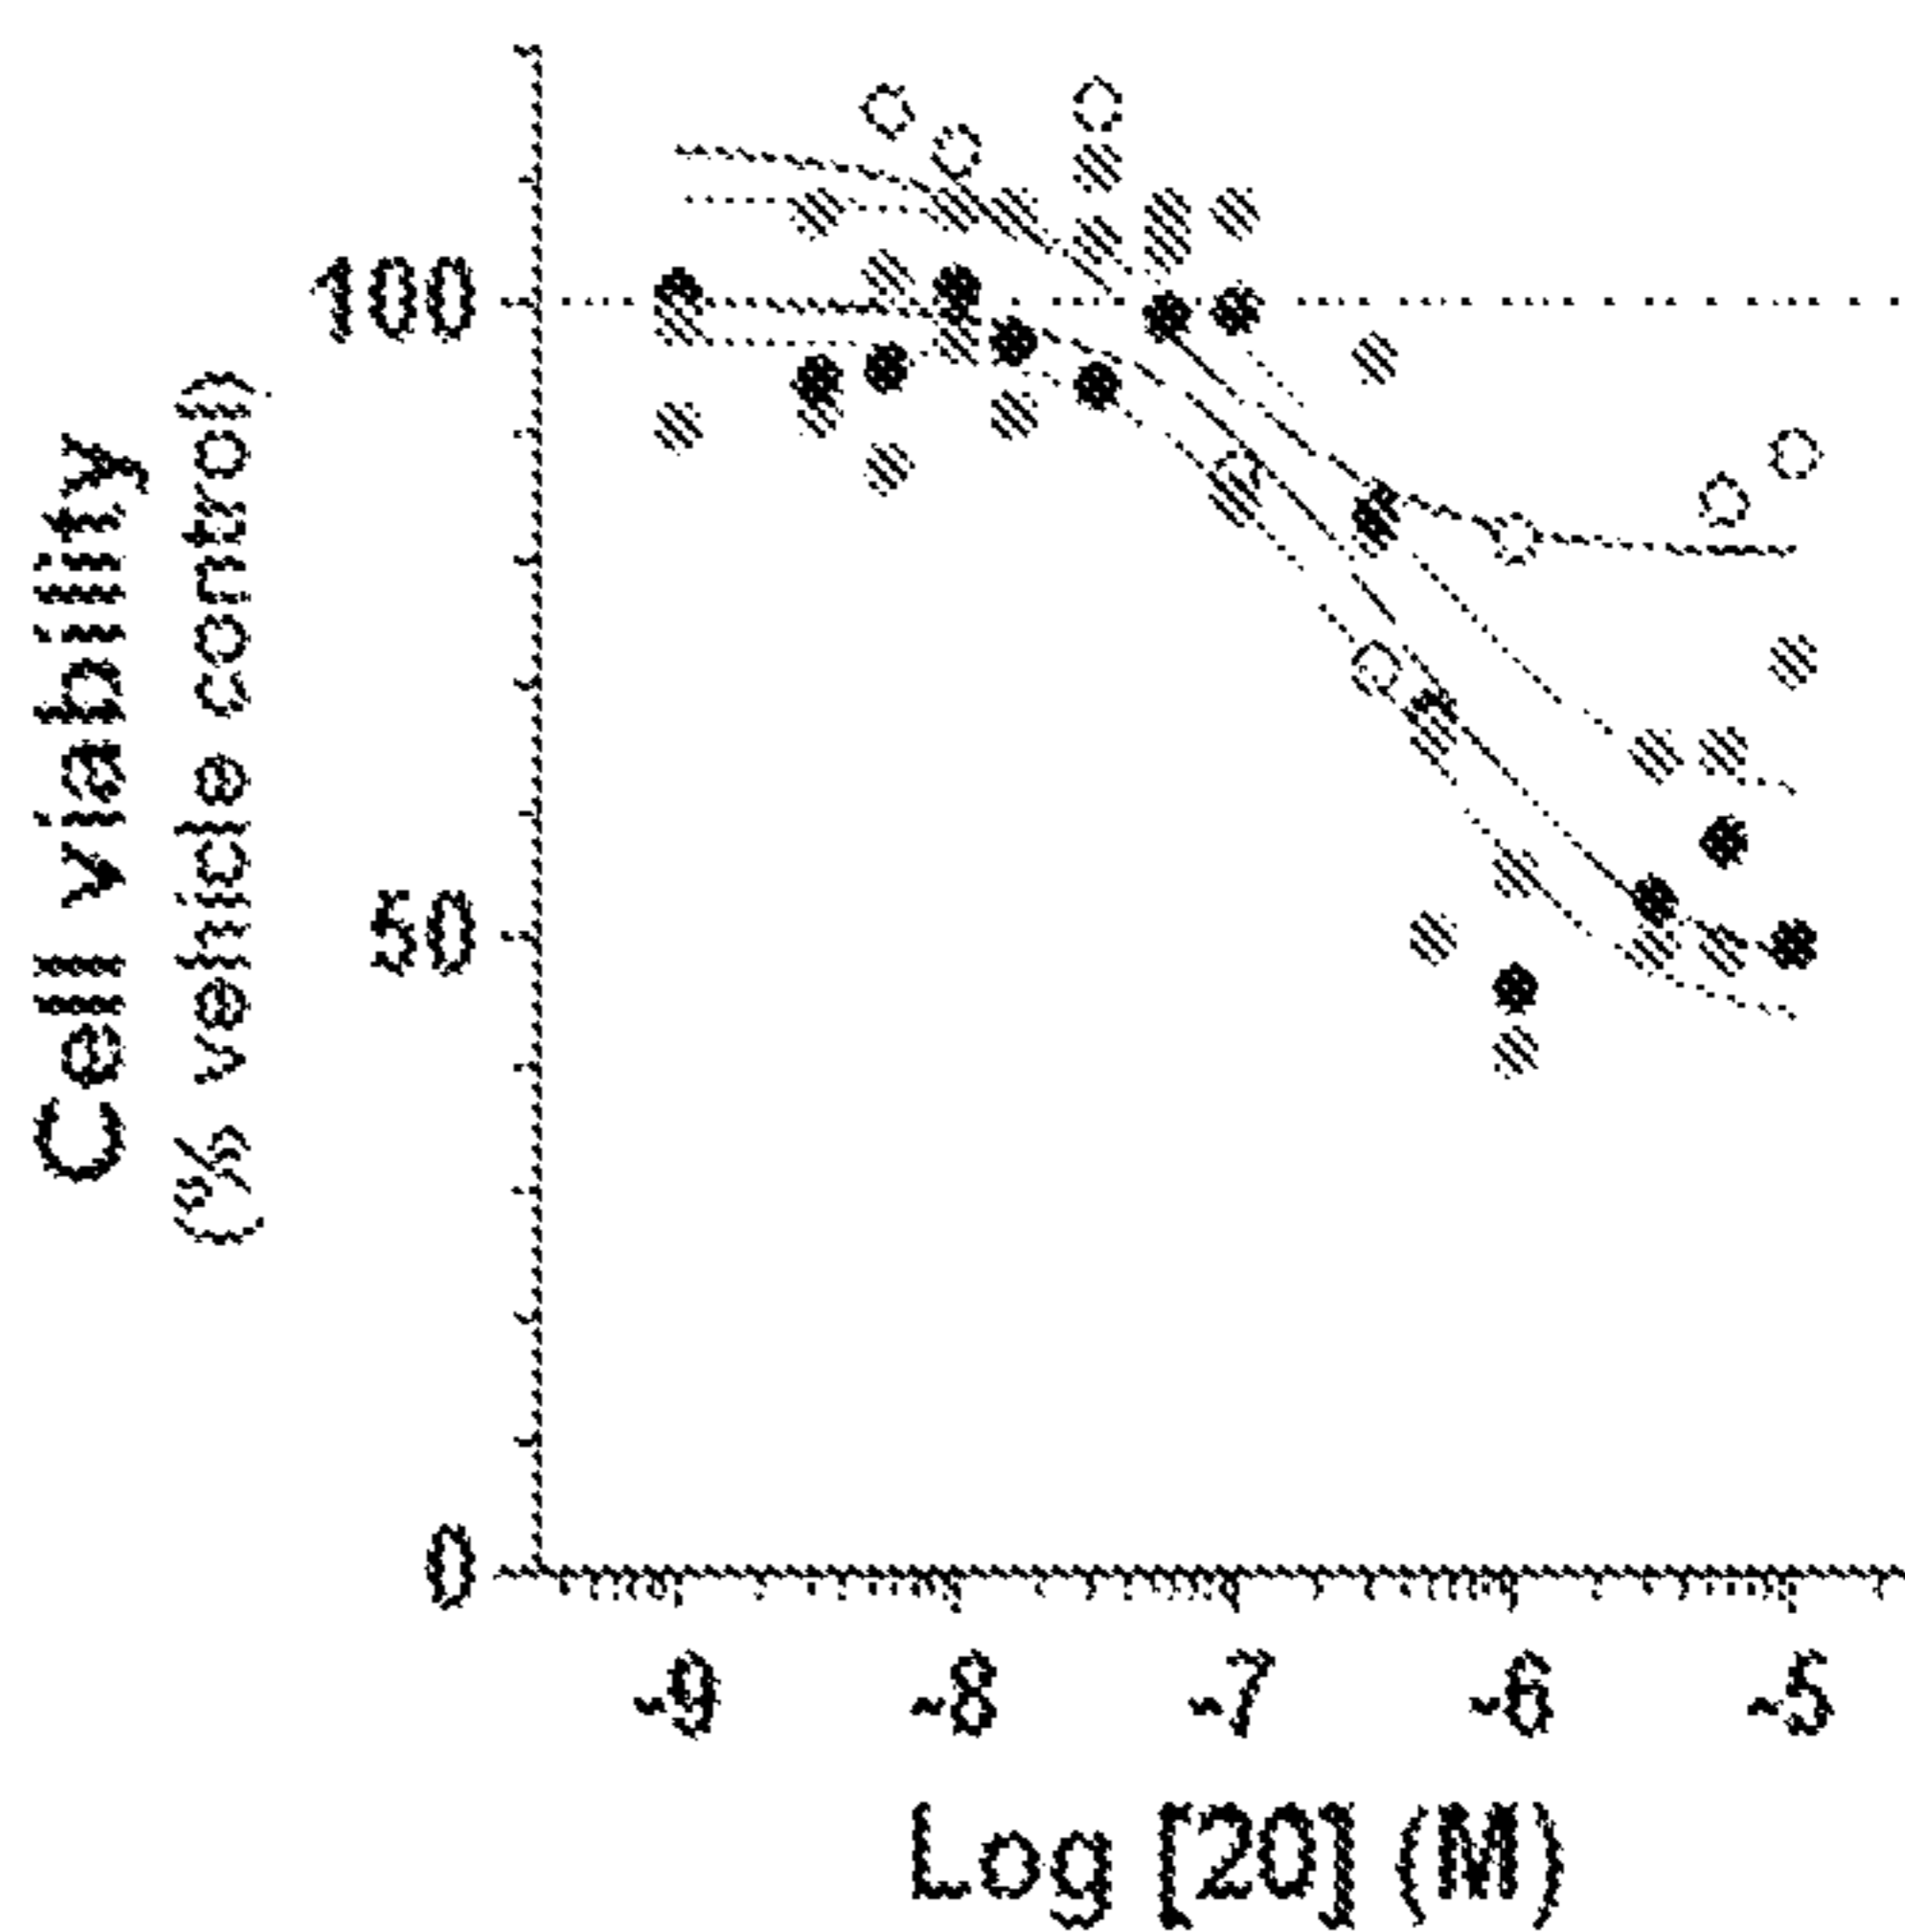 Cell viability
(% vehicle control)
100
50
0
-9 -8 -7 -6 -5
Log [20] (M)